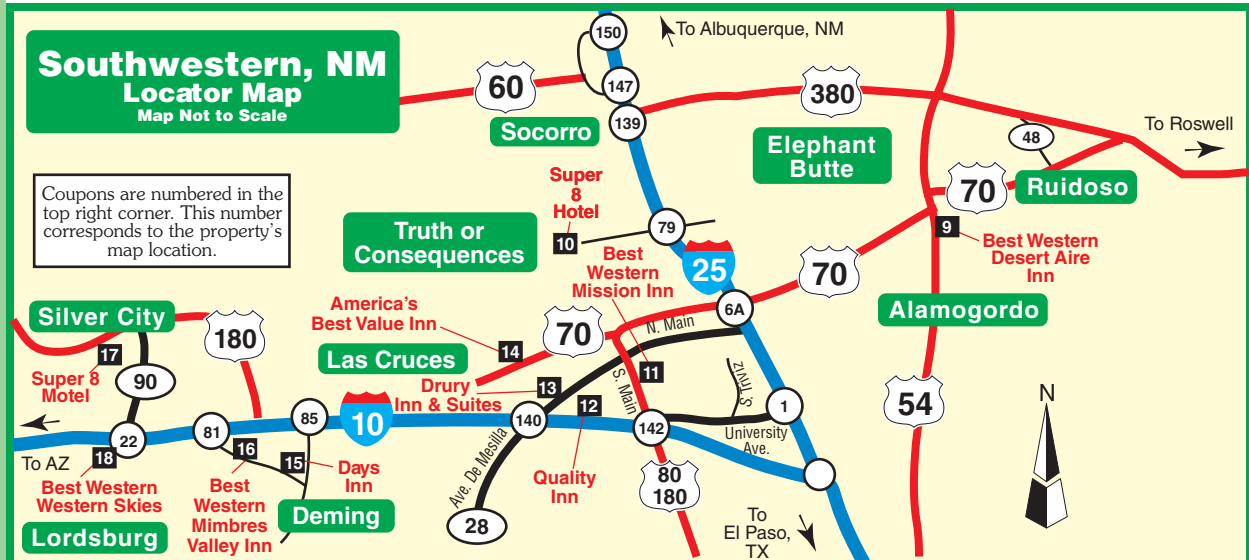 Southwestern, NM
Locator Map
Map Not to Scale
Coupons are numbered in the
top right corner. This number
corresponds to the property's
map location.
150
To Albuquerque, NM
60
147
139
Socorro
380
Elephant
Butte
48
To Roswell
70
Ruidoso
Super
8
Hotel
10
79
Truth or
Consequences
25
Best
Western
Mission Inn
70
9
Best Western
Desert Aire
Inn
Alamogordo
Silver City
180
America's
Best Value Inn
14
70
6A
N. Main
Las Cruces
17
Super 8
Motel
90
Drury
Inn & Suites
13
11
S. Main
S. Triviz
54
N
12
10
85
81
22
140
142
1
University
Ave.
To AZ
18
Best Western
Western Skies
Lordsburg
16
Best
Western
Mimbres
Valley Inn
15
Days
Inn
Deming
Ave. De Mesilla
28
Quality
Inn
80
180
To
El Paso,
TX